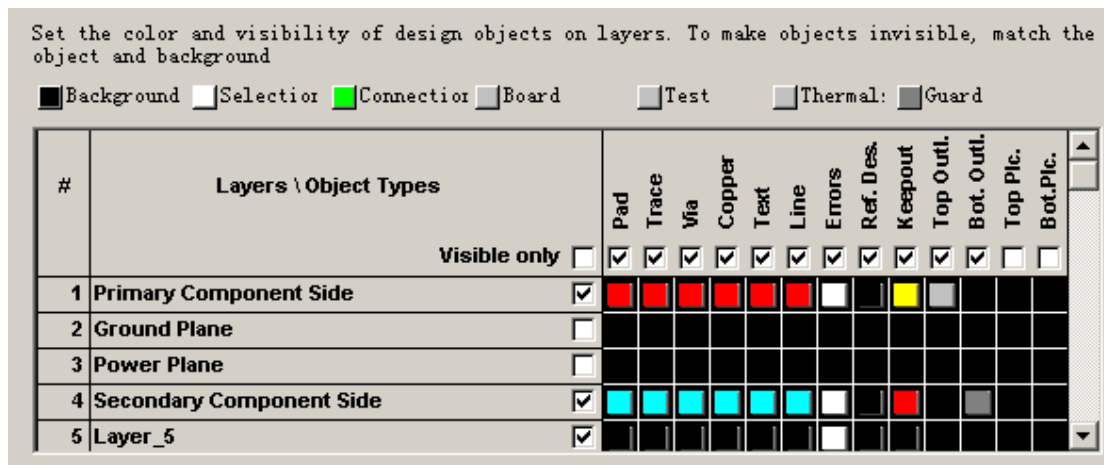 Set the color and visibility of design objects on layers. To make objects invisible, match the
object and background
Background Selection Connection Board Test Thermal: Guard
# Layers \ Object Types Pad Trace Via Copper Text Line Errors Ref. Des. Keepout Top Outl. Bot. Outl. Top Plc. Bot.Plc.
Visible only
1 Primary Component Side
2 Ground Plane
3 Power Plane
4 Secondary Component Side
5 Layer_5